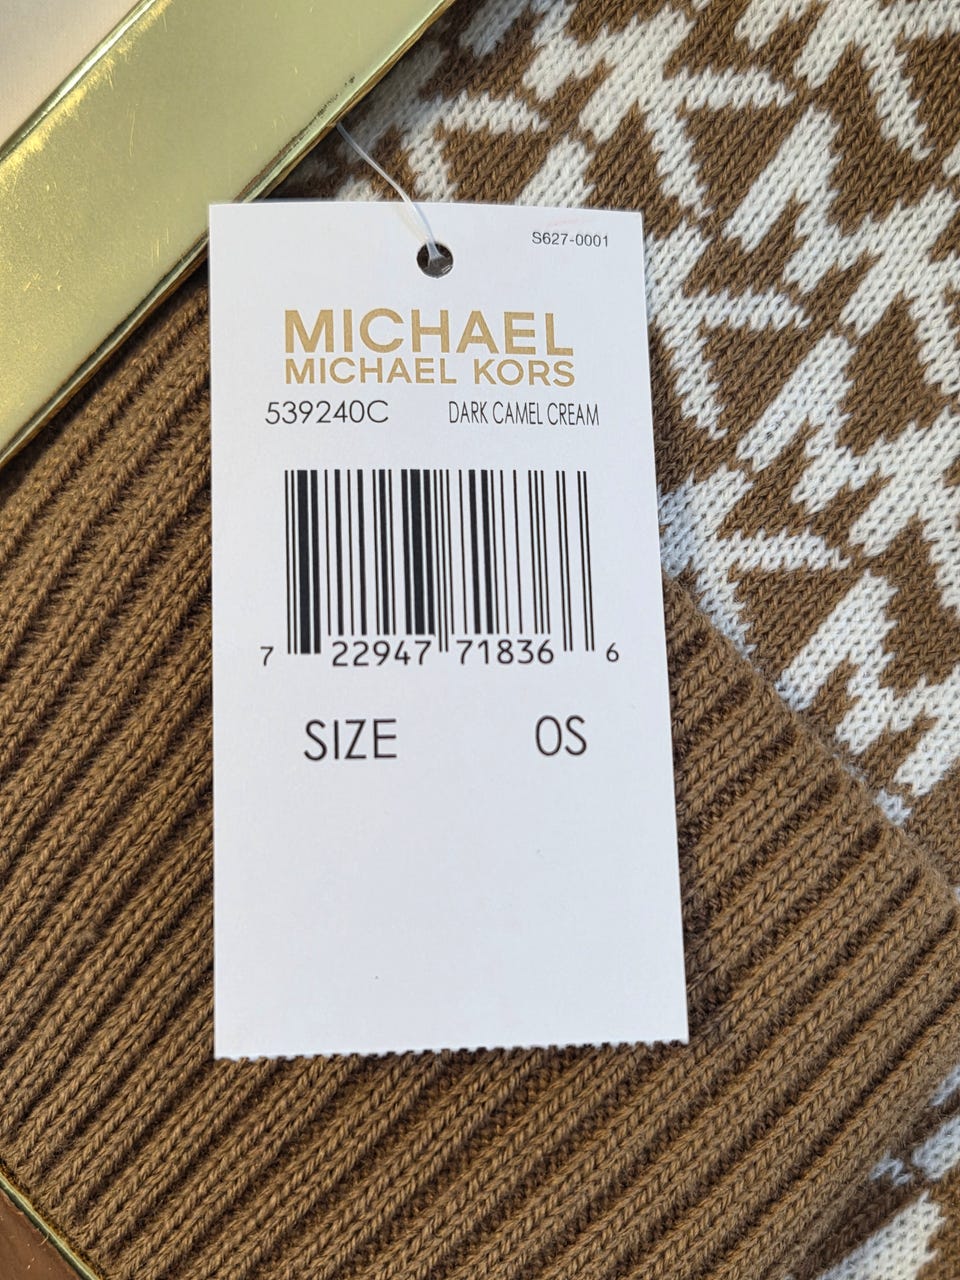 S627-0001
MICHAEL
MICHAEL KORS
539240C DARK CAMEL CREAM
7 22947 71836 6
SIZE OS